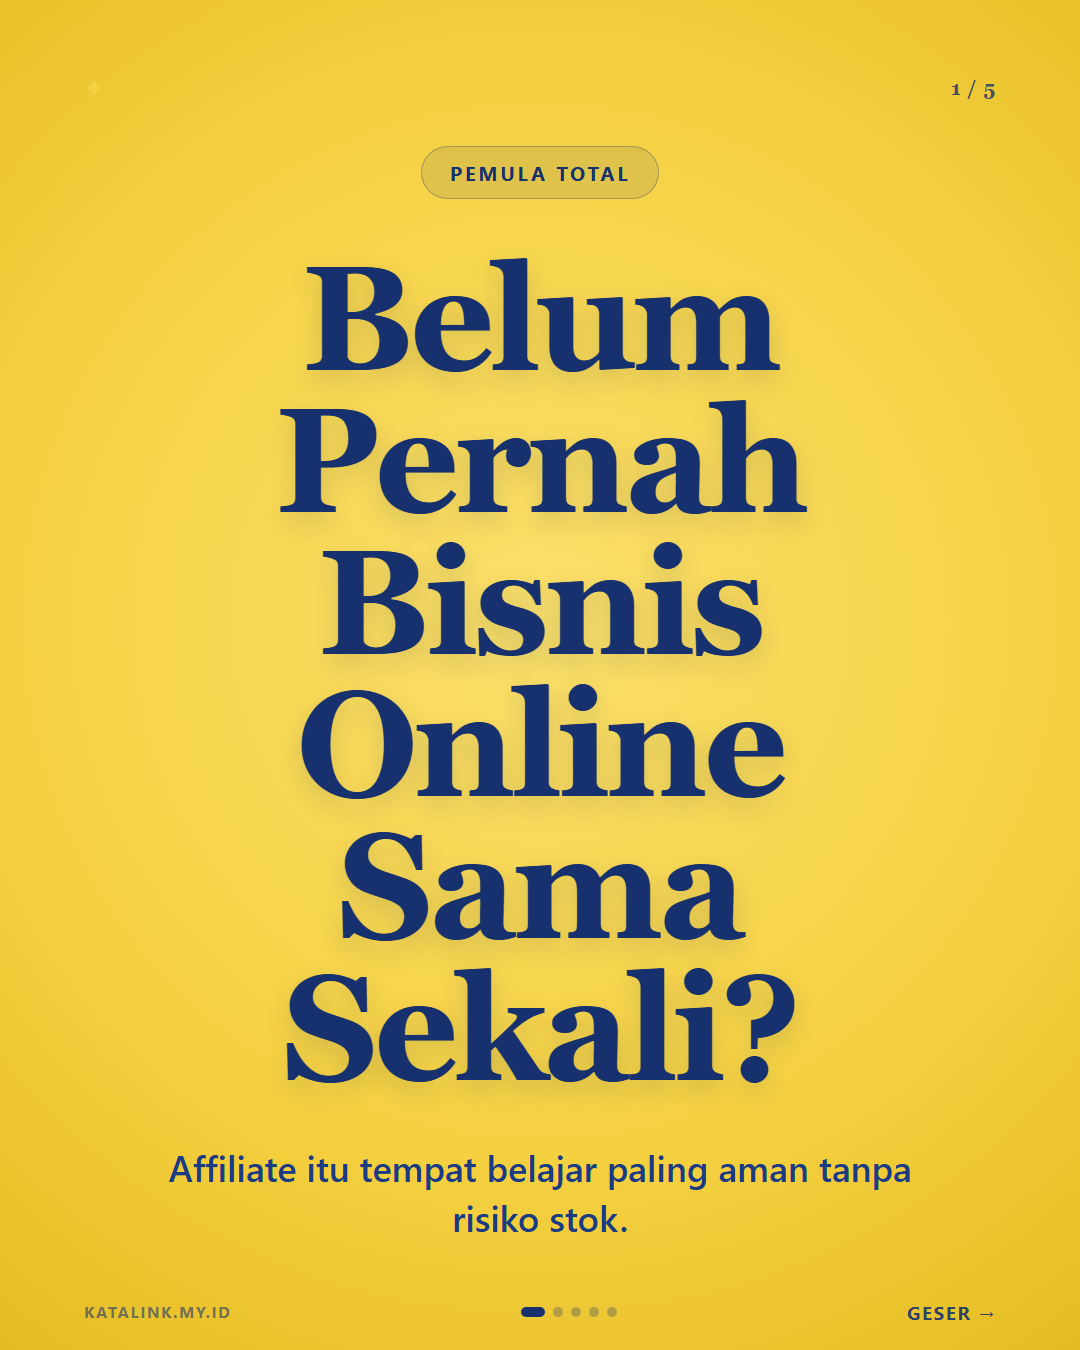 1 / 5
PEMULA TOTAL
Belum
Pernah
Bisnis
Online
Sama
Sekali?
Affiliate itu tempat belajar paling aman tanpa
risiko stok.
KATALINK.MY.ID
GESER →